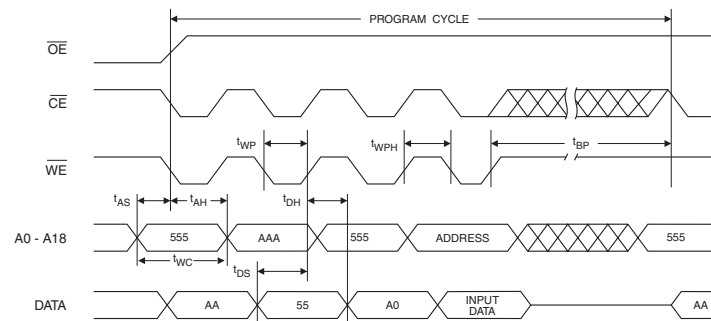 PROGRAM CYCLE
OE
CE
tWP
tWPH
tBP
WE
tAS
tAH
tDH
A0 - A18
555
AAA
555
ADDRESS
555
tWC
tDS
DATA
AA
55
A0
INPUT
DATA
AA